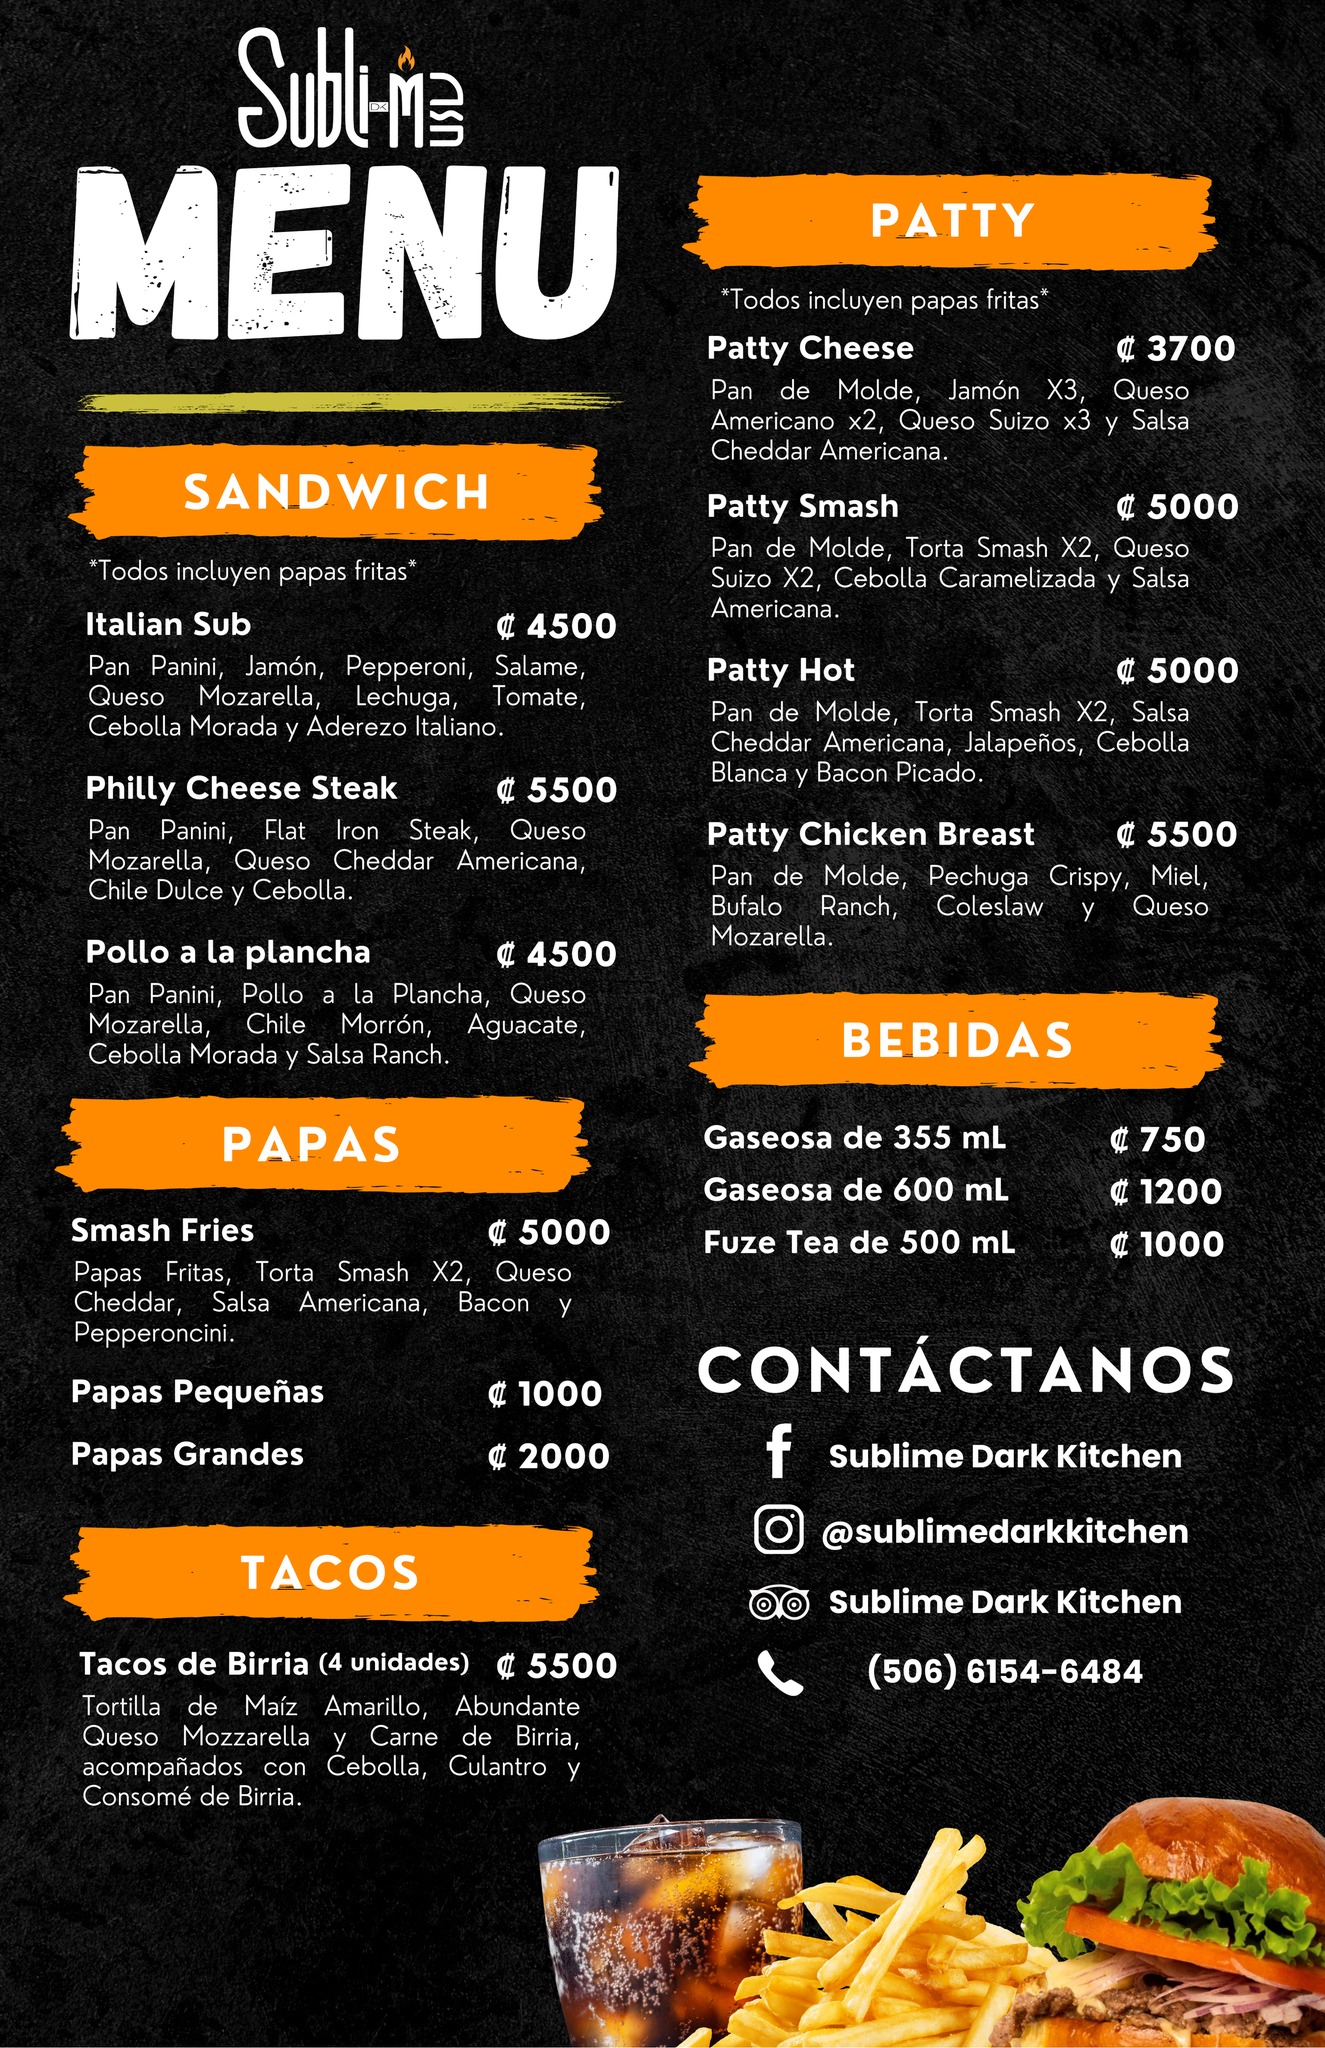 Subli-Me
DK
MENU
SANDWICH
*Todos incluyen papas fritas*
Italian Sub ₡ 4500
Pan Panini, Jamón, Pepperoni, Salame,
Queso Mozarella, Lechuga, Tomate,
Cebolla Morada y Aderezo Italiano.
Philly Cheese Steak ₡ 5500
Pan Panini, Flat Iron Steak, Queso
Mozarella, Queso Cheddar Americana,
Chile Dulce y Cebolla.
Pollo a la plancha ₡ 4500
Pan Panini, Pollo a la Plancha, Queso
Mozarella, Chile Morrón, Aguacate,
Cebolla Morada y Salsa Ranch.
PAPAS
Smash Fries ₡ 5000
Papas Fritas, Torta Smash X2, Queso
Cheddar, Salsa Americana, Bacon y
Pepperoncini.
Papas Pequeñas ₡ 1000
Papas Grandes ₡ 2000
TACOS
Tacos de Birria (4 unidades) ₡ 5500
Tortilla de Maíz Amarillo, Abundante
Queso Mozzarella y Carne de Birria,
acompañados con Cebolla, Culantro y
Consomé de Birria.
PATTY
*Todos incluyen papas fritas*
Patty Cheese ₡ 3700
Pan de Molde, Jamón X3, Queso
Americano x2, Queso Suizo x3 y Salsa
Cheddar Americana.
Patty Smash ₡ 5000
Pan de Molde, Torta Smash X2, Queso
Suizo X2, Cebolla Caramelizada y Salsa
Americana.
Patty Hot ₡ 5000
Pan de Molde, Torta Smash X2, Salsa
Cheddar Americana, Jalapeños, Cebolla
Blanca y Bacon Picado.
Patty Chicken Breast ₡ 5500
Pan de Molde, Pechuga Crispy, Miel,
Bufalo Ranch, Coleslaw y Queso
Mozarella.
BEBIDAS
Gaseosa de 355 mL ₡ 750
Gaseosa de 600 mL ₡ 1200
Fuze Tea de 500 mL ₡ 1000
CONTÁCTANOS
Sublime Dark Kitchen
@sublimedarkkitchen
Sublime Dark Kitchen
(506) 6154-6484